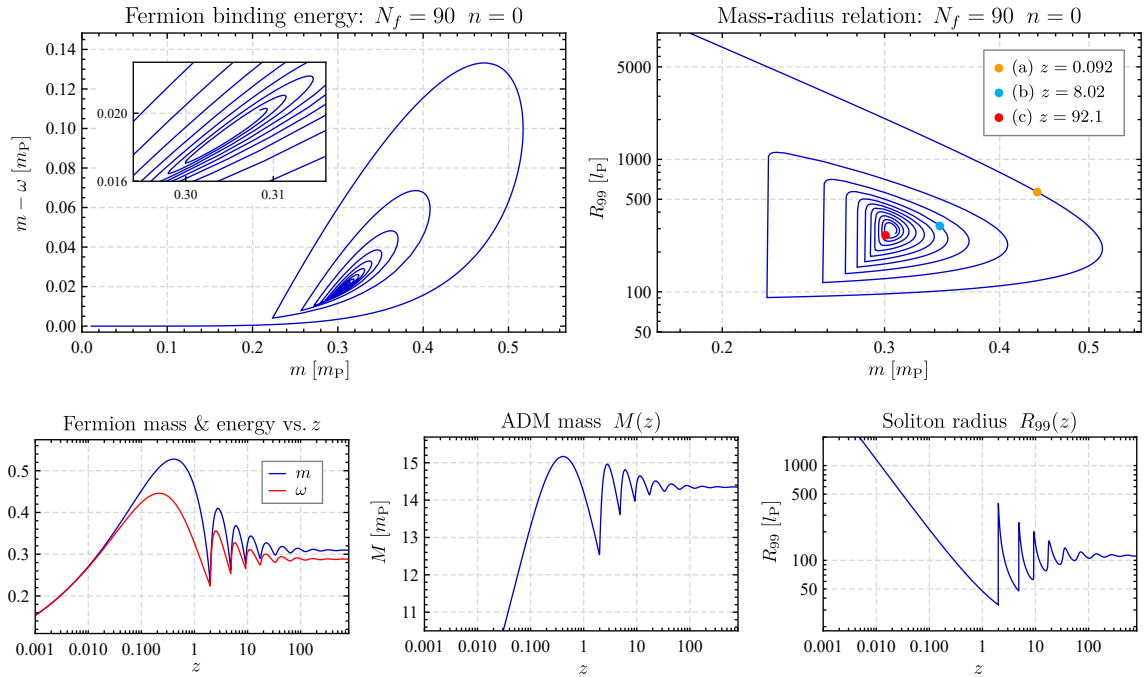 Fermion binding energy: N_f = 90 n = 0
m − ω [m_P]
0.14
0.12
0.10
0.08
0.06
0.04
0.02
0.00
0.020
0.016
0.30 0.31
0.0 0.1 0.2 0.3 0.4 0.5
m [m_P]
Mass-radius relation: N_f = 90 n = 0
R_99 [l_P]
5000
1000
500
100
50
(a) z = 0.092
(b) z = 8.02
(c) z = 92.1
0.2 0.3 0.4 0.5
m [m_P]
Fermion mass & energy vs. z
0.5
0.4
0.3
0.2
m
ω
0.001 0.010 0.100 1 10 100
z
ADM mass M(z)
M [m_P]
15
14
13
12
11
0.001 0.010 0.100 1 10 100
z
Soliton radius R_99(z)
R_99 [l_P]
1000
500
100
50
0.001 0.010 0.100 1 10 100
z